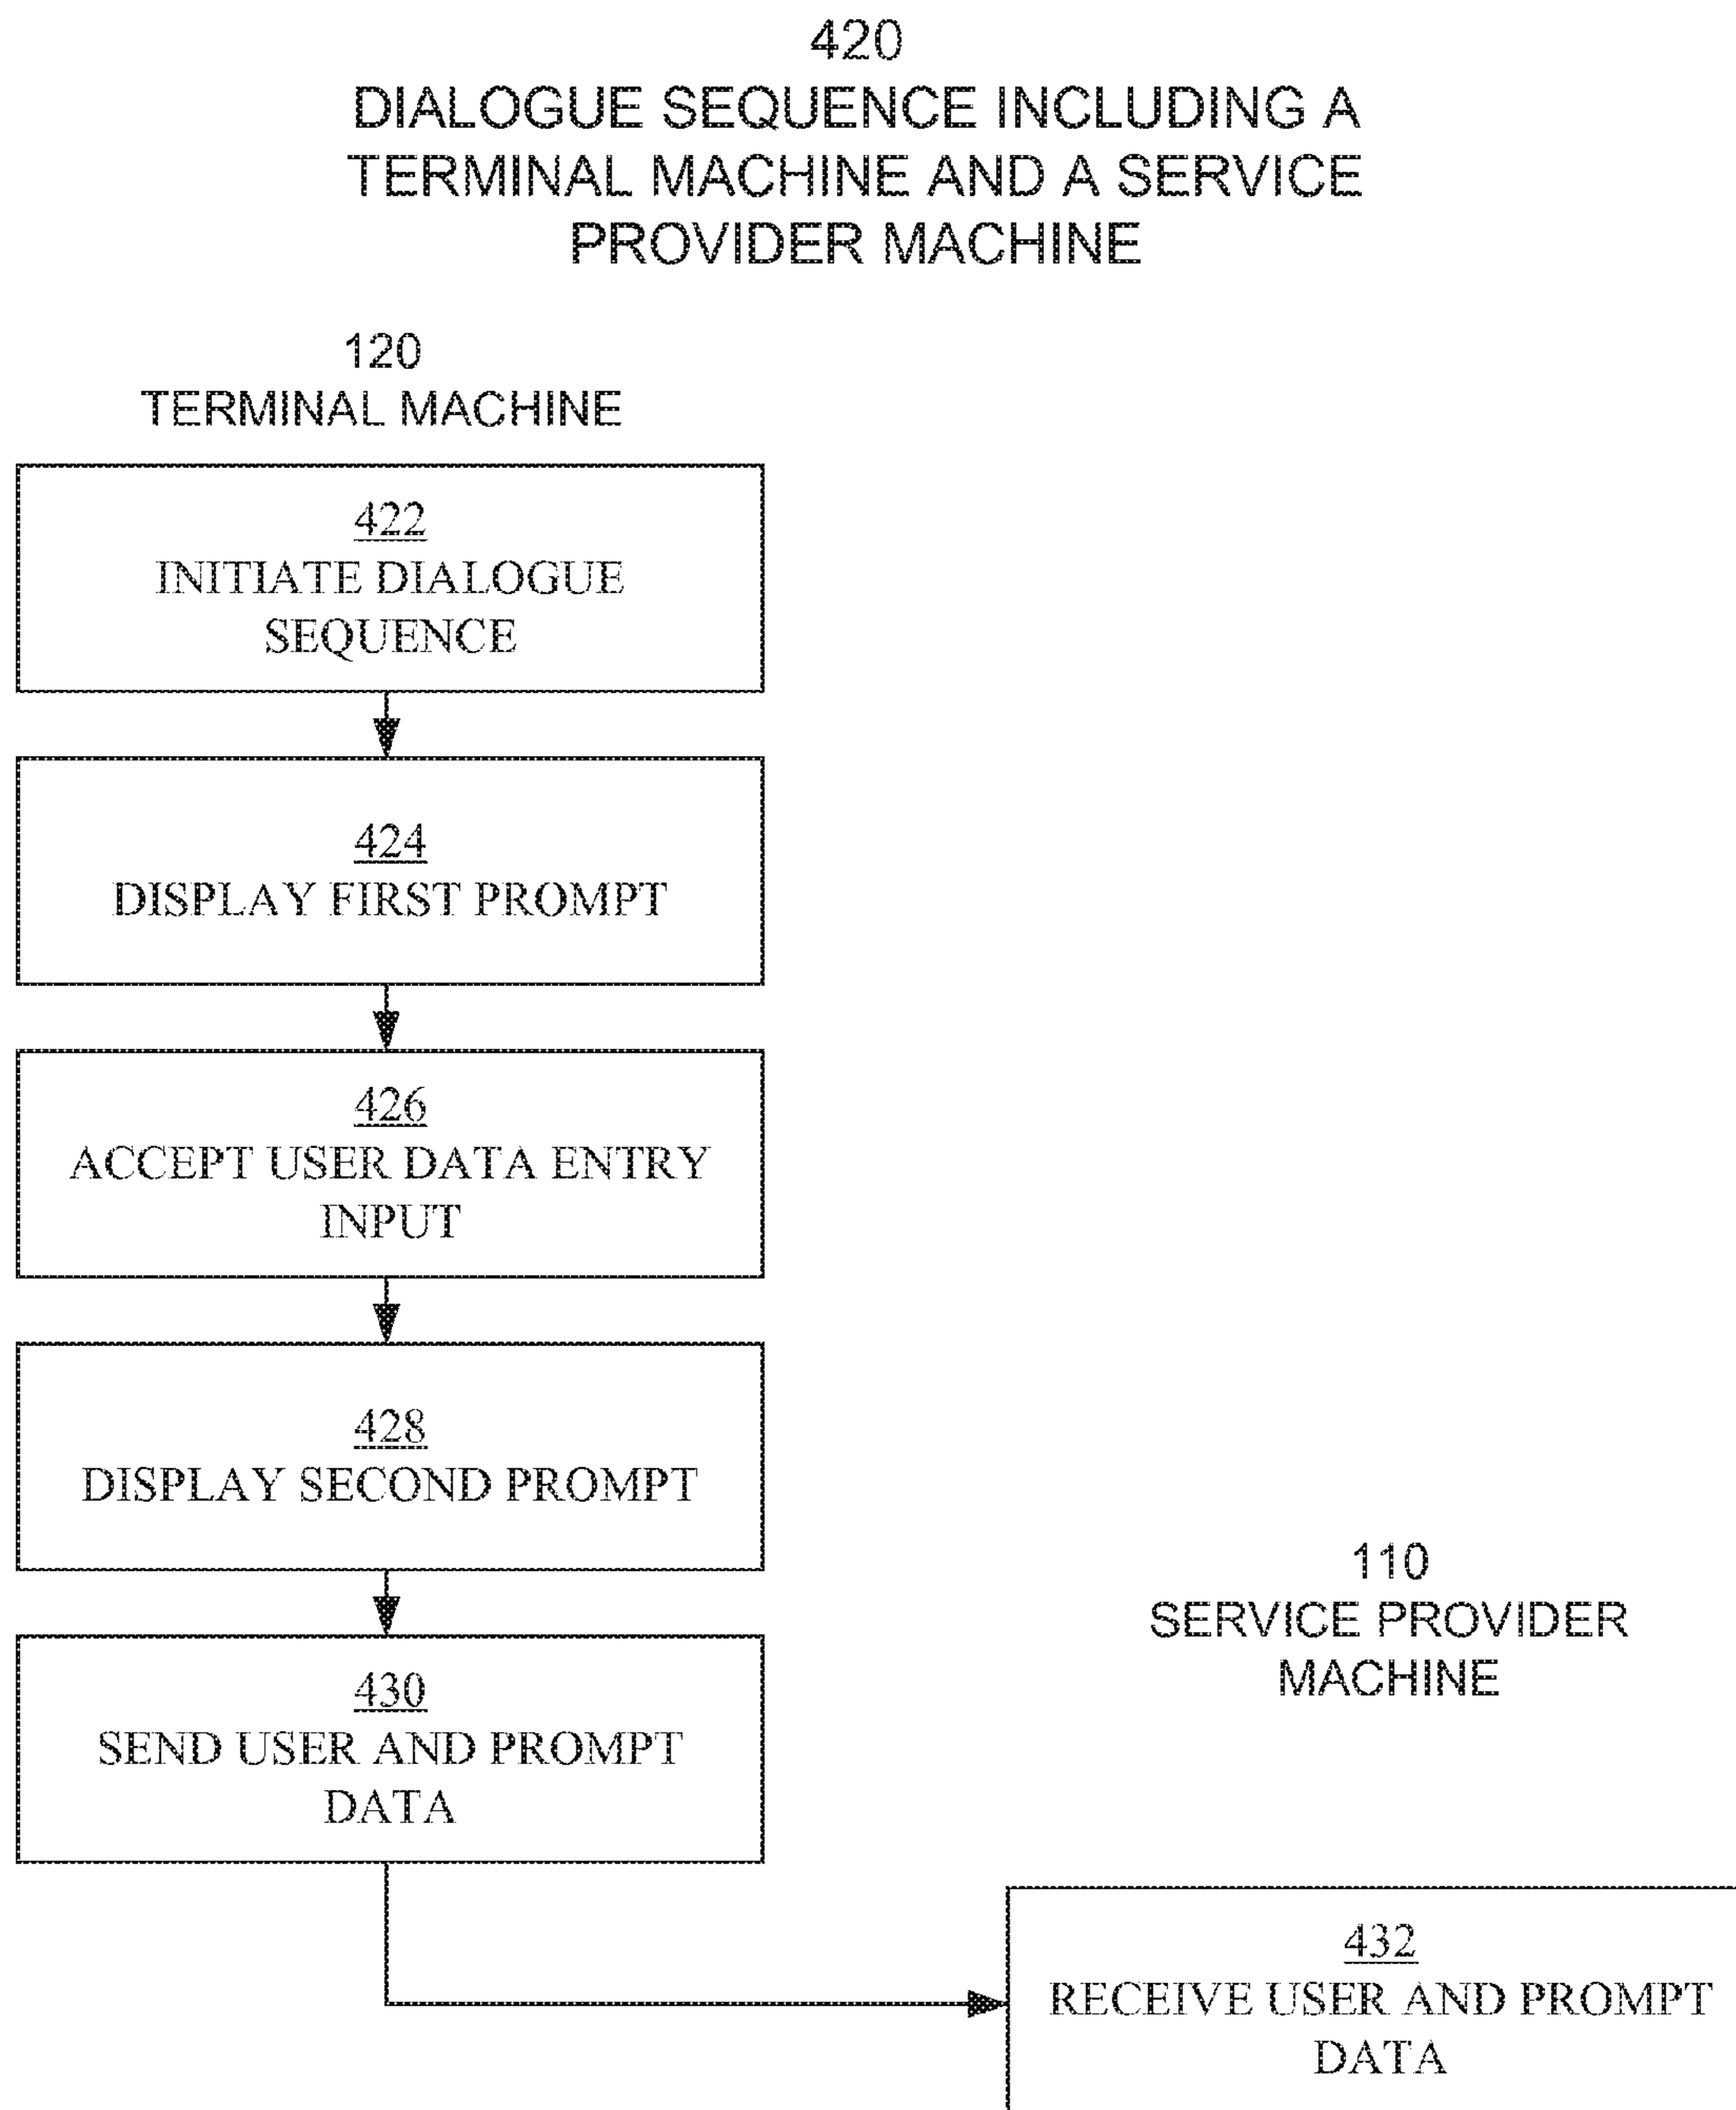 420
DIALOGUE SEQUENCE INCLUDING A
TERMINAL MACHINE AND A SERVICE
PROVIDER MACHINE
120
TERMINAL MACHINE
422
INITIATE DIALOGUE
SEQUENCE
424
DISPLAY FIRST PROMPT
426
ACCEPT USER DATA ENTRY
INPUT
428
DISPLAY SECOND PROMPT
430
SEND USER AND PROMPT
DATA
110
SERVICE PROVIDER
MACHINE
432
RECEIVE USER AND PROMPT
DATA